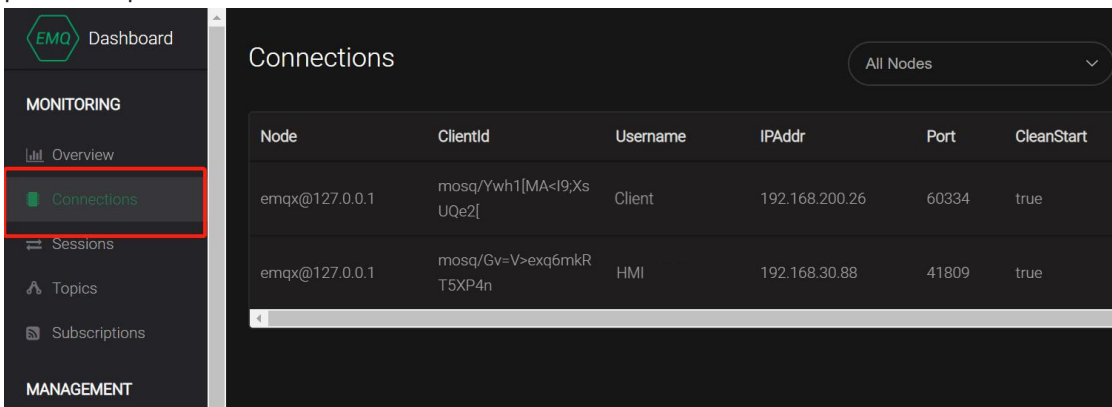 EMQ Dashboard
MONITORING
Overview
Connections
Sessions
Topics
Subscriptions
MANAGEMENT
Connections
All Nodes
Node ClientId Username IPAddr Port CleanStart
emqx@127.0.0.1 mosq/Ywh1[MA<I9;Xs Client 192.168.200.26 60334 true
UQe2[
emqx@127.0.0.1 mosq/Gv=V>exq6mkR HMI 192.168.30.88 41809 true
T5XP4n